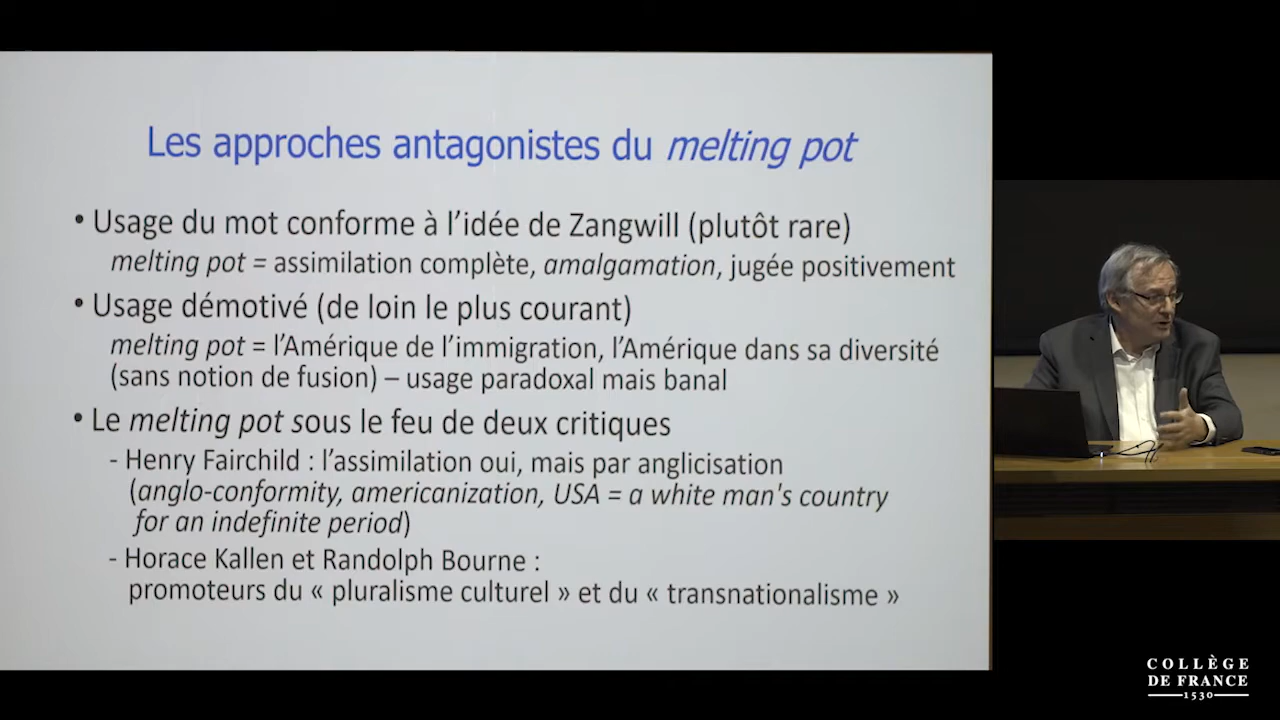 Les approches antagonistes du melting pot
• Usage du mot conforme à l’idée de Zangwill (plutôt rare)
melting pot = assimilation complète, amalgamation, jugée positivement
• Usage démotivé (de loin le plus courant)
melting pot = l’Amérique de l’immigration, l’Amérique dans sa diversité
(sans notion de fusion) – usage paradoxal mais banal
• Le melting pot sous le feu de deux critiques
- Henry Fairchild : l’assimilation oui, mais par anglicisation
(anglo-conformity, americanization, USA = a white man's country
for an indefinite period)
- Horace Kallen et Randolph Bourne :
promoteurs du « pluralisme culturel » et du « transnationalisme »
COLLÈGE
DE FRANCE
1530